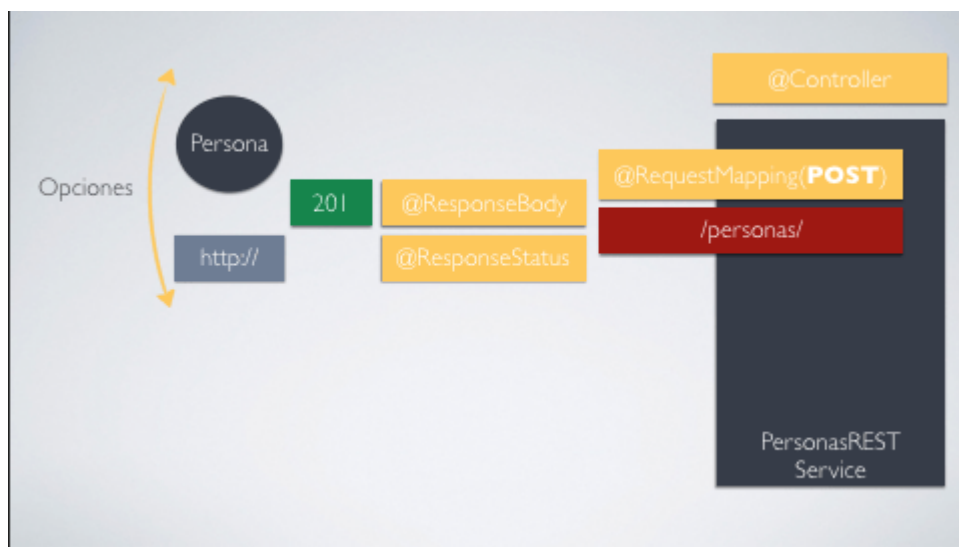 @Controller
Persona
Opciones
@RequestMapping(POST)
201
@ResponseBody
/personas/
http://
@ResponseStatus
PersonasREST
Service